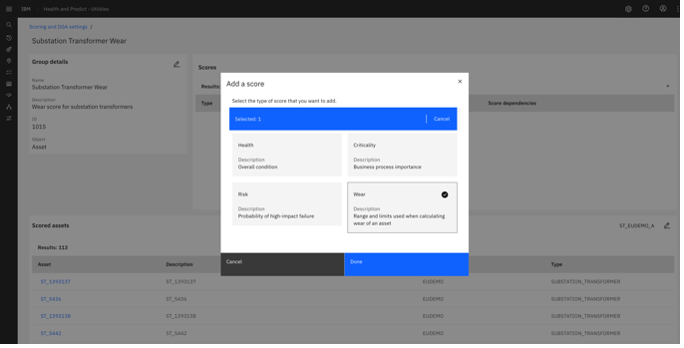 IBM Health and Predict - Utilities
Scoring and DGA settings /
Substation Transformer Wear
Group details
Name
Substation Transformer Wear
Description
Wear score for substation transformers
ID
1015
Object
Asset
Scores
Results:
Type Score dependencies
Add a score
Select the type of score that you want to add.
Selected: 1 Cancel
Health
Description
Overall condition
Criticality
Description
Business process importance
Risk
Description
Probability of high-impact failure
Wear
Description
Range and limits used when calculating
wear of an asset
Cancel Done
Scored assets ST_EUDEMO_A
Results: 113
Asset Description Type
ST_1393137 ST_1393137 EUDEMO SUBSTATION_TRANSFORMER
ST_5436 ST_5436 EUDEMO SUBSTATION_TRANSFORMER
ST_1393138 ST_1393138 EUDEMO SUBSTATION_TRANSFORMER
ST_5442 ST_5442 EUDEMO SUBSTATION_TRANSFORMER